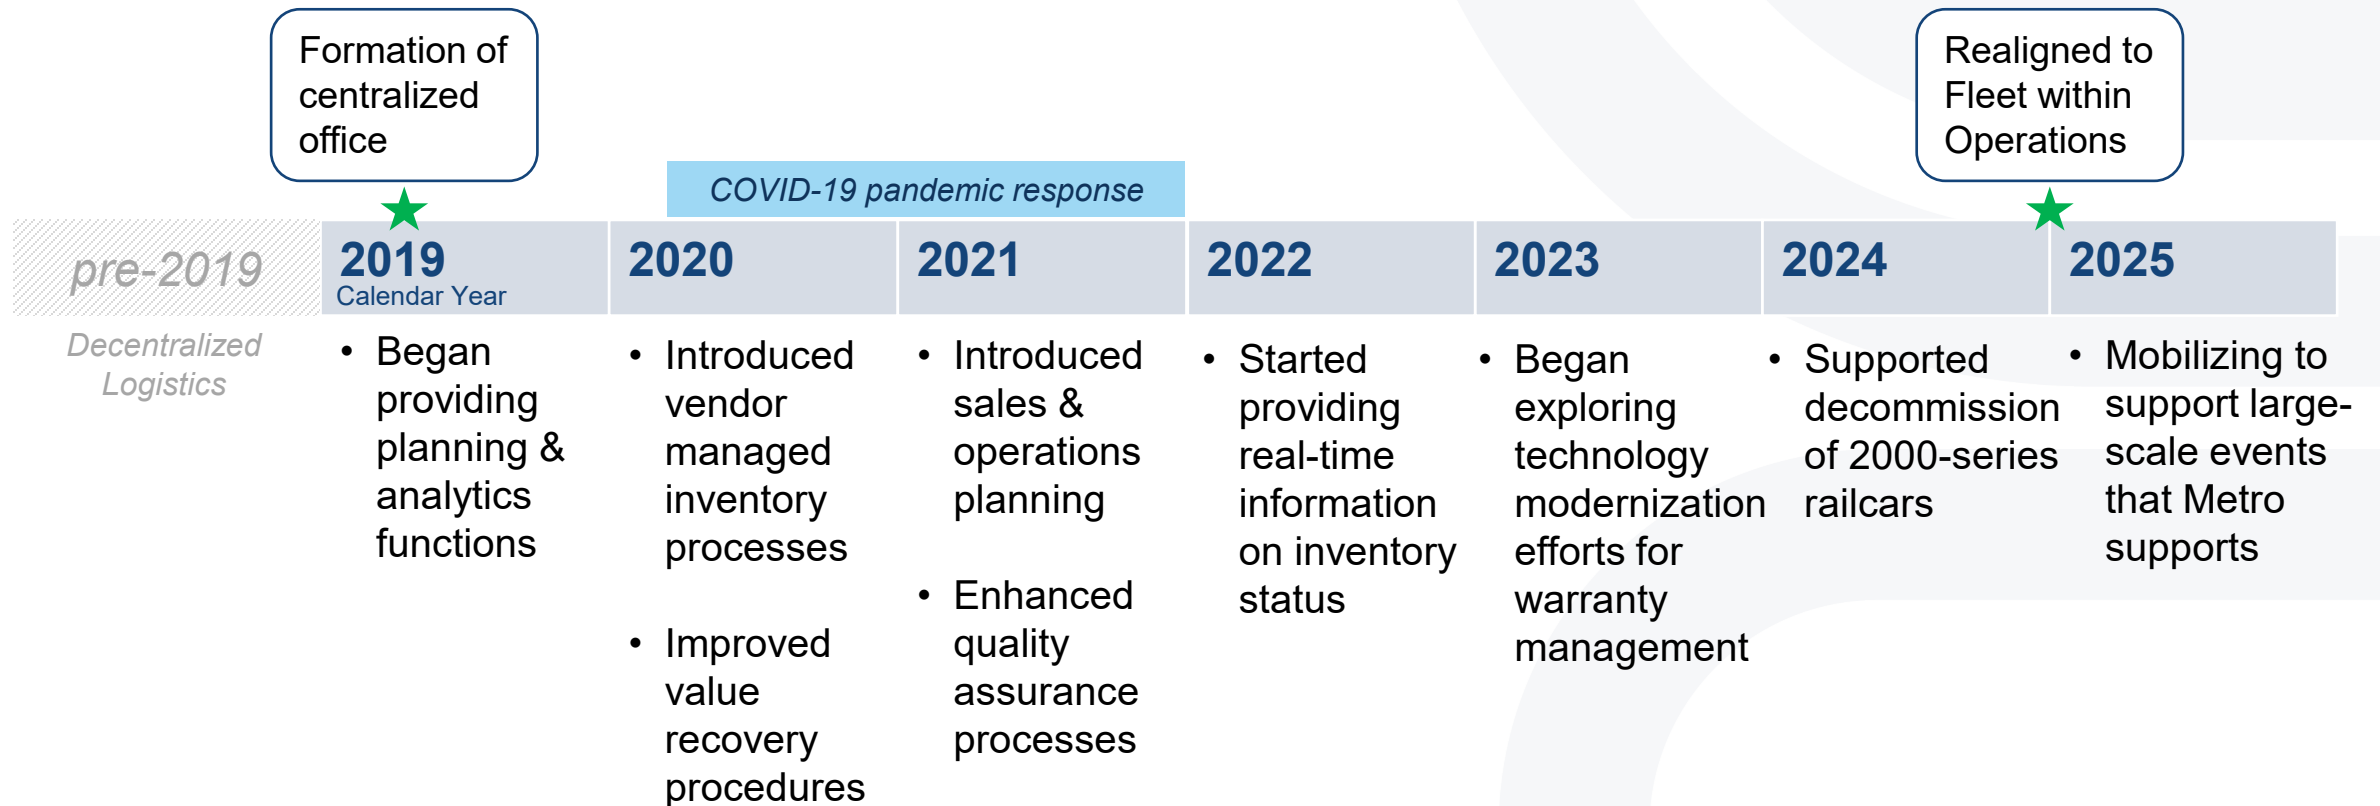 Formation of
centralized
office
Realigned to
Fleet within
Operations
COVID-19 pandemic response
pre-2019
2019
Calendar Year
2020
2021
2022
2023
2024
2025
Decentralized
Logistics
• Began
providing
planning &
analytics
functions
• Introduced
vendor
managed
inventory
processes
• Improved
value
recovery
procedures
• Introduced
sales &
operations
planning
• Enhanced
quality
assurance
processes
• Started
providing
real-time
information
on inventory
status
• Began
exploring
technology
modernization
efforts for
warranty
management
• Supported
decommission
of 2000-series
railcars
• Mobilizing to
support large-
scale events
that Metro
supports